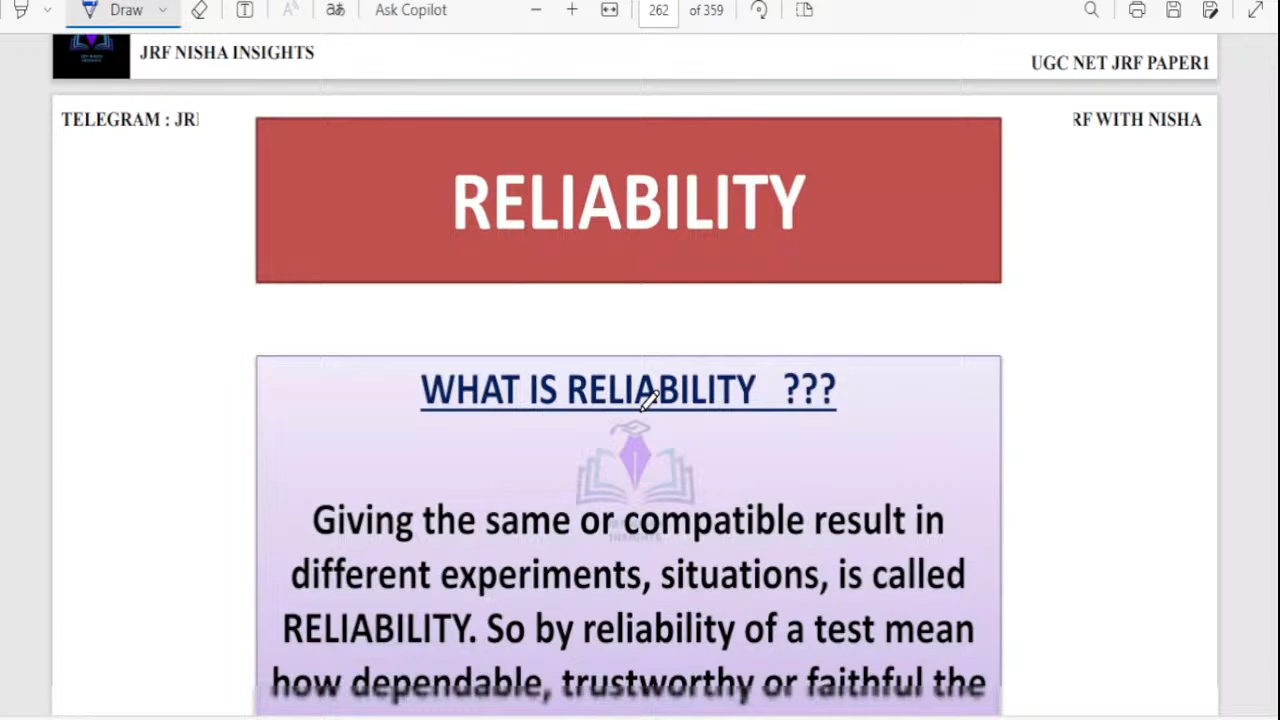 Draw
Ask Copilot
262 of 359
JRF NISHA INSIGHTS
UGC NET JRF PAPER1
TELEGRAM : JRF
RF WITH NISHA
RELIABILITY
WHAT IS RELIABILITY ???
Giving the same or compatible result in
different experiments, situations, is called
RELIABILITY. So by reliability of a test mean
how dependable, trustworthy or faithful the